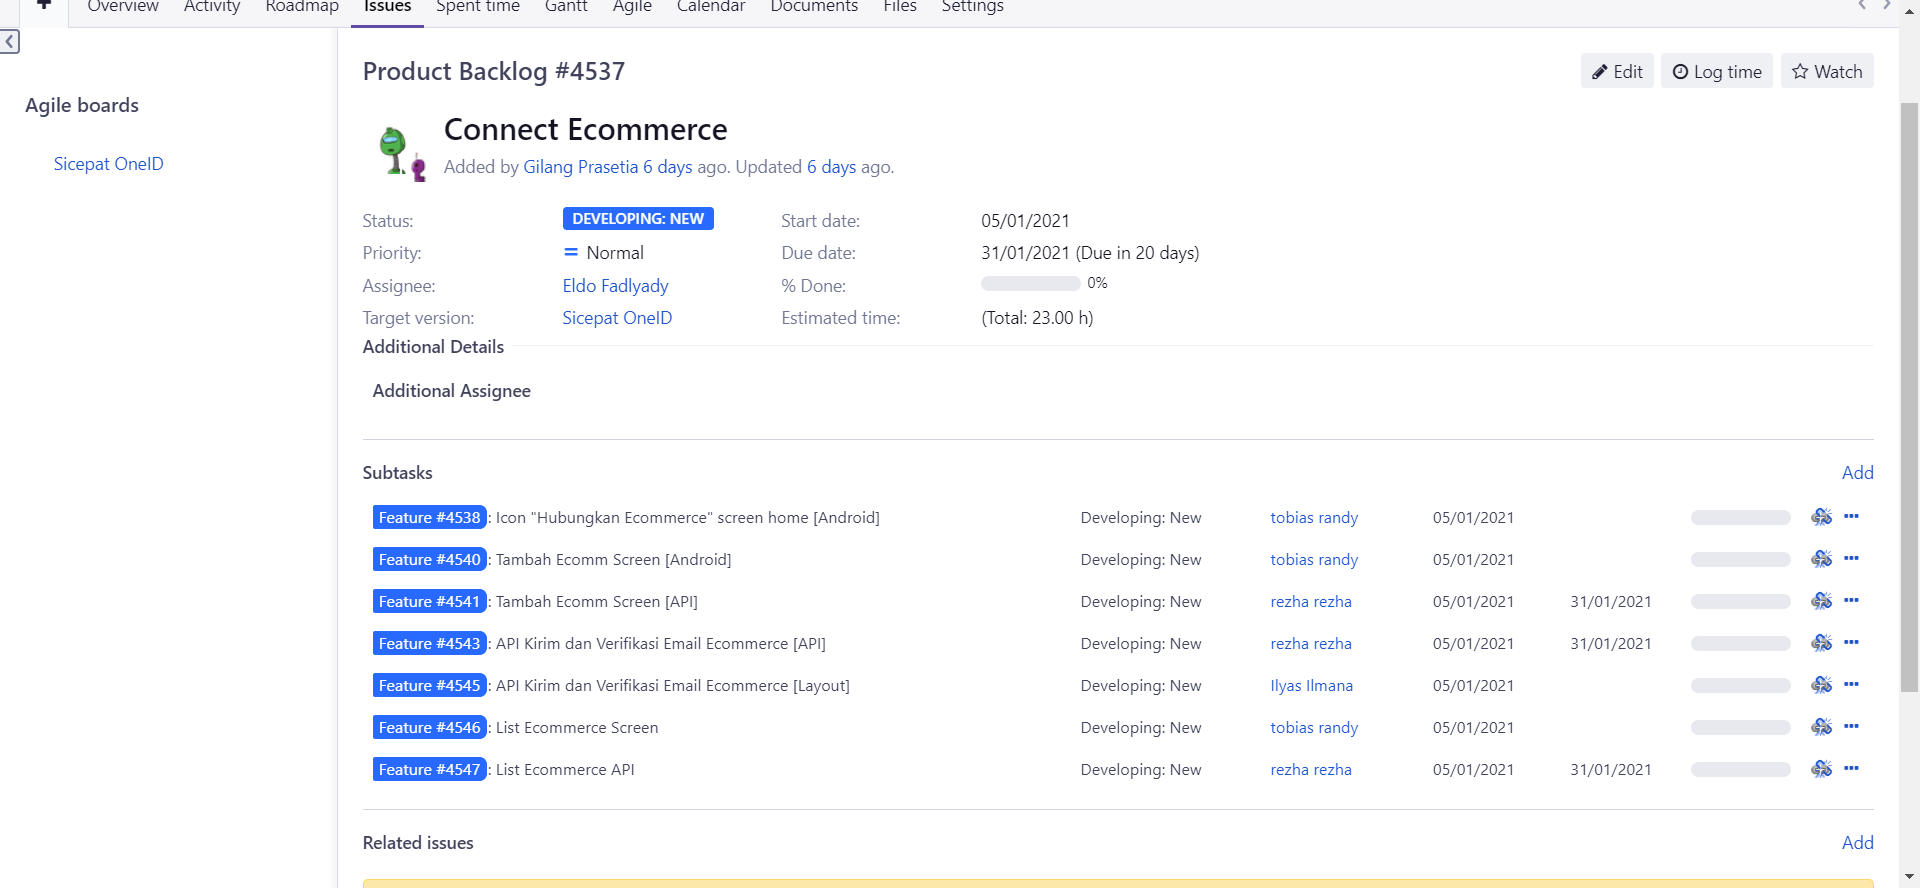 Overview Activity Roadmap Issues Spent time Gantt Agile Calendar Documents Files Settings
Agile boards
Sicepat OneID
Product Backlog #4537
Edit Log time Watch
Connect Ecommerce
Added by Gilang Prasetia 6 days ago. Updated 6 days ago.
Status: DEVELOPING: NEW Start date: 05/01/2021
Priority: Normal Due date: 31/01/2021 (Due in 20 days)
Assignee: Eldo Fadlyady % Done: 0%
Target version: Sicepat OneID Estimated time: (Total: 23.00 h)
Additional Details
Additional Assignee
Subtasks Add
Feature #4538: Icon "Hubungkan Ecommerce" screen home [Android] Developing: New tobias randy 05/01/2021
Feature #4540: Tambah Ecomm Screen [Android] Developing: New tobias randy 05/01/2021
Feature #4541: Tambah Ecomm Screen [API] Developing: New rezha rezha 05/01/2021 31/01/2021
Feature #4543: API Kirim dan Verifikasi Email Ecommerce [API] Developing: New rezha rezha 05/01/2021 31/01/2021
Feature #4545: API Kirim dan Verifikasi Email Ecommerce [Layout] Developing: New Ilyas Ilmana 05/01/2021
Feature #4546: List Ecommerce Screen Developing: New tobias randy 05/01/2021
Feature #4547: List Ecommerce API Developing: New rezha rezha 05/01/2021 31/01/2021
Related issues Add